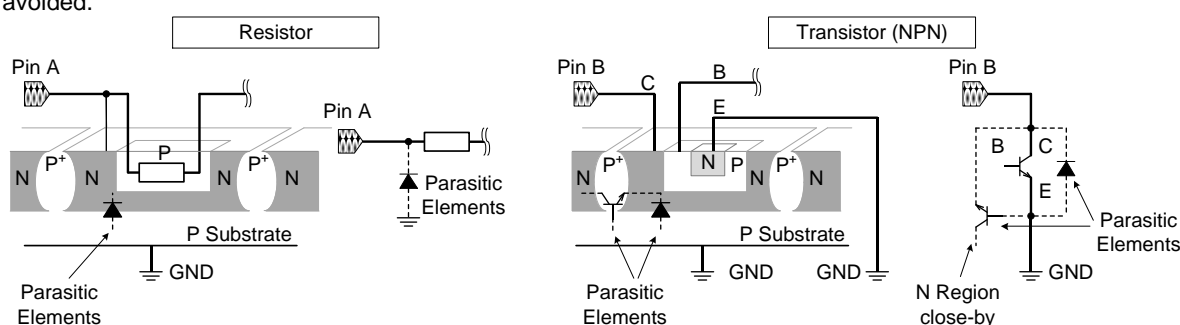 avoided.
Resistor
Transistor (NPN)
Pin A
Pin A
N
P+
N
P
N
P+
N
Parasitic
Elements
P Substrate
GND
Parasitic
Elements
Pin B
C
B
E
N
P+
N
N
P
N
P+
N
P Substrate
GND
GND
Parasitic
Elements
Pin B
B
C
E
Parasitic
Elements
GND
N Region
close-by